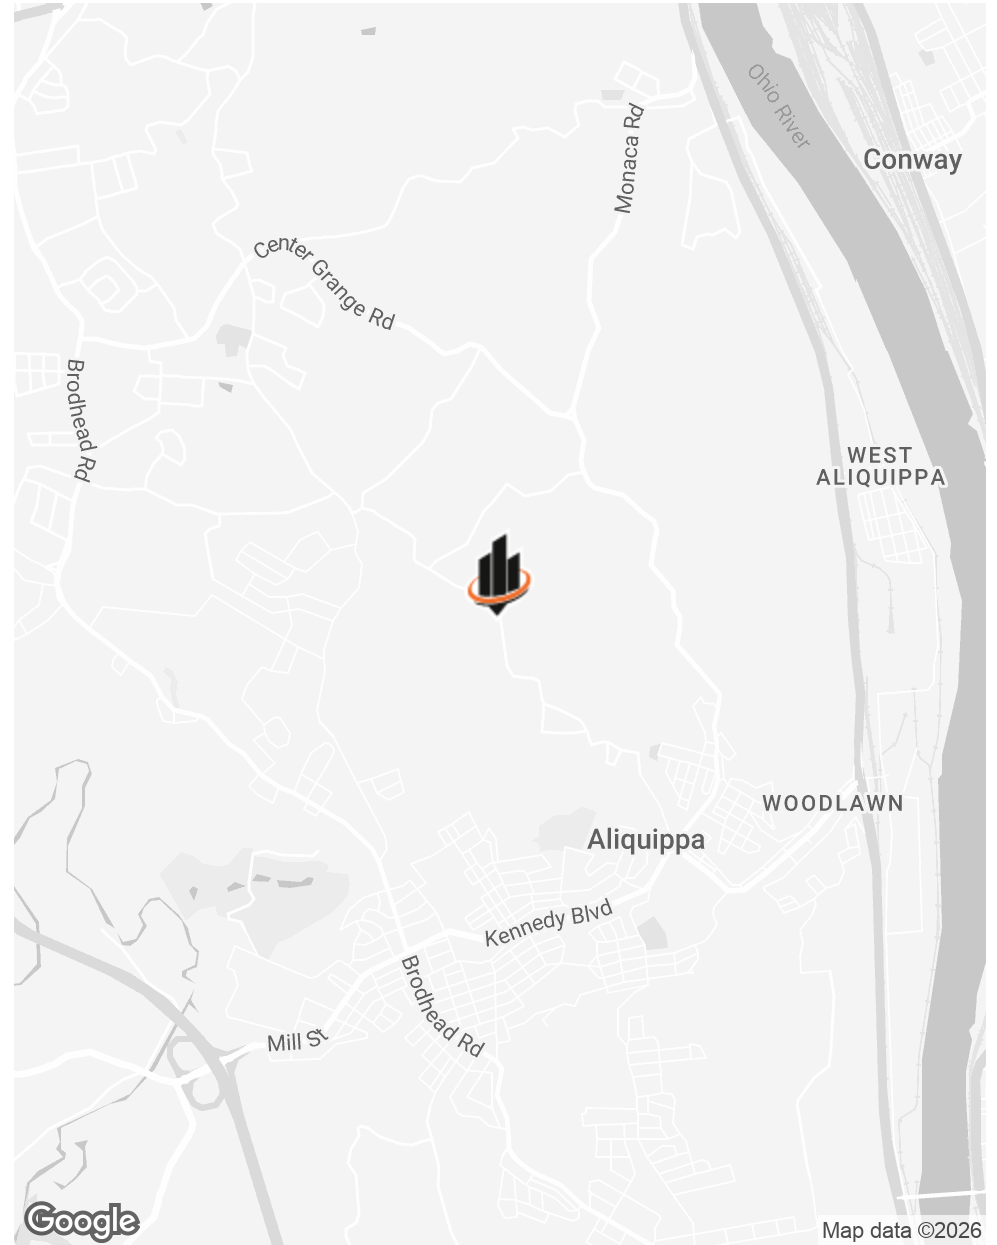 Ohio River
Monaca Rd
Conway
Center Grange Rd
Brodhead Rd
WEST
ALIQUIPPA
WOODLAWN
Aliquippa
Kennedy Blvd
Brodhead Rd
Mill St
Google
Map data ©2026